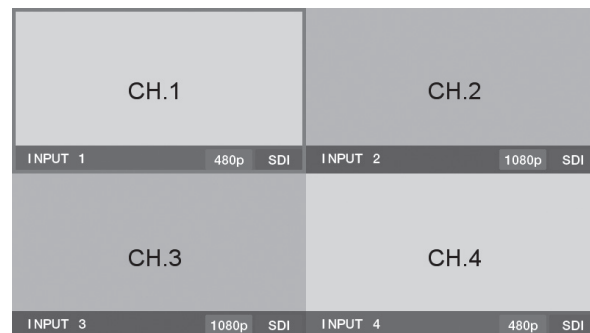 CH.1
INPUT 1 480p SDI
CH.2
INPUT 2 1080p SDI
CH.3
INPUT 3 1080p SDI
CH.4
INPUT 4 480p SDI